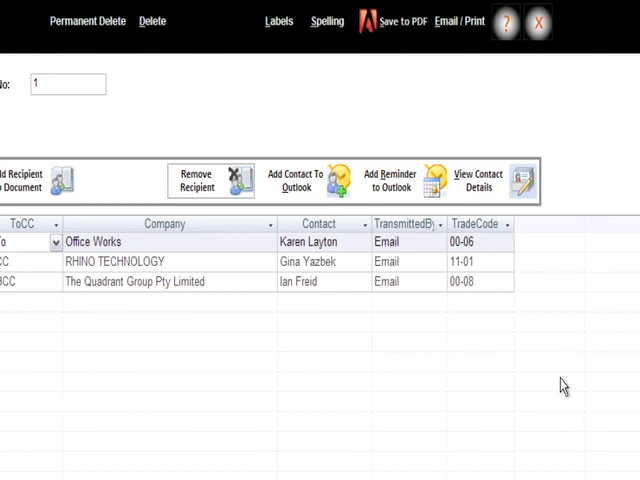 Permanent Delete Delete Labels Spelling Save to PDF Email / Print ? X
No: 1
Add Recipient to Document
Remove Recipient
Add Contact To Outlook
Add Reminder to Outlook
View Contact Details
ToCC Company Contact TransmittedBy TradeCode
To Office Works Karen Layton Email 00-06
CC RHINO TECHNOLOGY Gina Yazbek Email 11-01
BCC The Quadrant Group Pty Limited Ian Freid Email 00-08